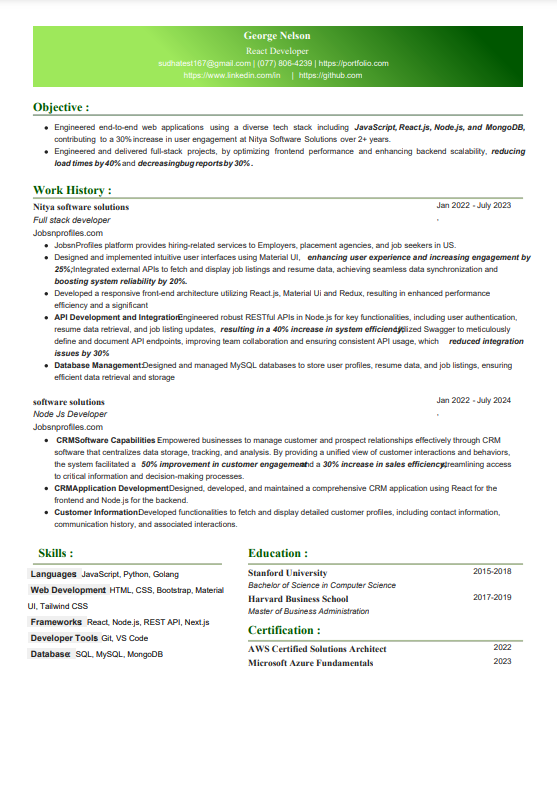 George Nelson
React Developer
sudhatest167@gmail.com | (077) 806-4239 | https://portfolio.com
https://www.linkedin.com/in | https://github.com
Objective :
• Engineered end-to-end web applications using a diverse tech stack including JavaScript, React.js, Node.js, and MongoDB,
contributing to a 30% increase in user engagement at Nitya Software Solutions over 2+ years.
• Engineered and delivered full-stack projects, by optimizing frontend performance and enhancing backend scalability, reducing
load times by 40% and decreasing bug reports by 30% .
Work History :
Nitya software solutions Jan 2022 - July 2023
Full stack developer -
Jobsnprofiles.com
• JobsnProfiles platform provides hiring-related services to Employers, placement agencies, and job seekers in US.
• Designed and implemented intuitive user interfaces using Material UI, enhancing user experience and increasing engagement by
25%; Integrated external APIs to fetch and display job listings and resume data, achieving seamless data synchronization and
boosting system reliability by 20%.
• Developed a responsive front-end architecture utilizing React.js, Material Ui and Redux, resulting in enhanced performance
efficiency and a significant
• API Development and Integration: Engineered robust RESTful APIs in Node.js for key functionalities, including user authentication,
resume data retrieval, and job listing updates, resulting in a 40% increase in system efficiency. Utilized Swagger to meticulously
define and document API endpoints, improving team collaboration and ensuring consistent API usage, which reduced integration
issues by 30%
• Database Management: Designed and managed MySQL databases to store user profiles, resume data, and job listings, ensuring
efficient data retrieval and storage
software solutions Jan 2022 - July 2024
Node Js Developer -
Jobsnprofiles.com
• CRMSoftware Capabilities Empowered businesses to manage customer and prospect relationships effectively through CRM
software that centralizes data storage, tracking, and analysis. By providing a unified view of customer interactions and behaviors,
the system facilitated a 50% improvement in customer engagement and a 30% increase in sales efficiency, streamlining access
to critical information and decision-making processes.
• CRMApplication Development: Designed, developed, and maintained a comprehensive CRM application using React for the
frontend and Node.js for the backend.
• Customer Information: Developed functionalities to fetch and display detailed customer profiles, including contact information,
communication history, and associated interactions.
Skills :
Languages JavaScript, Python, Golang
Web Development HTML, CSS, Bootstrap, Material
UI, Tailwind CSS
Frameworks React, Node.js, REST API, Next.js
Developer Tools Git, VS Code
Database: SQL, MySQL, MongoDB
Education :
Stanford University 2015-2018
Bachelor of Science in Computer Science
Harvard Business School 2017-2019
Master of Business Administration
Certification :
AWS Certified Solutions Architect 2022
Microsoft Azure Fundamentals 2023